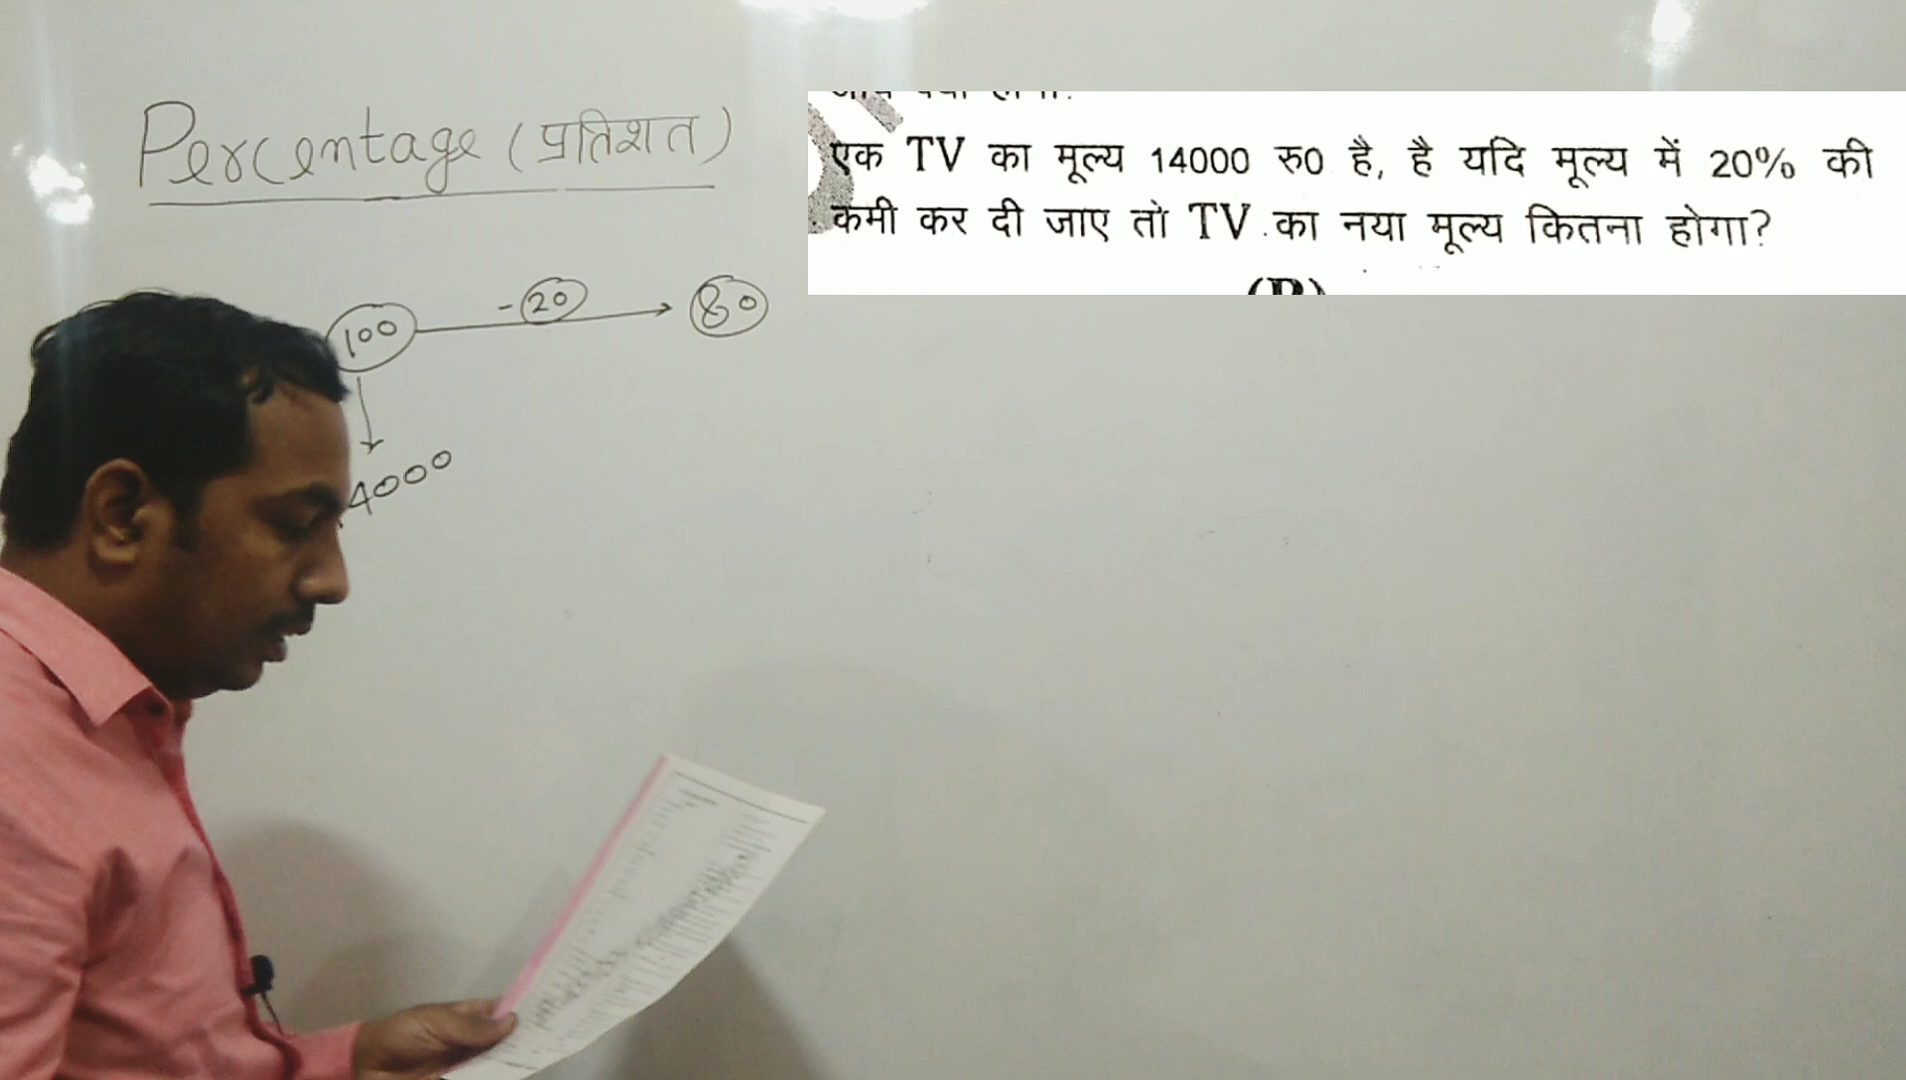 Percentage (प्रतिशत)
एक TV का मूल्य 14000 रु0 है, है यदि मूल्य में 20% की
कमी कर दी जाए तो TV का नया मूल्य कितना होगा?
100 -20 80
4000